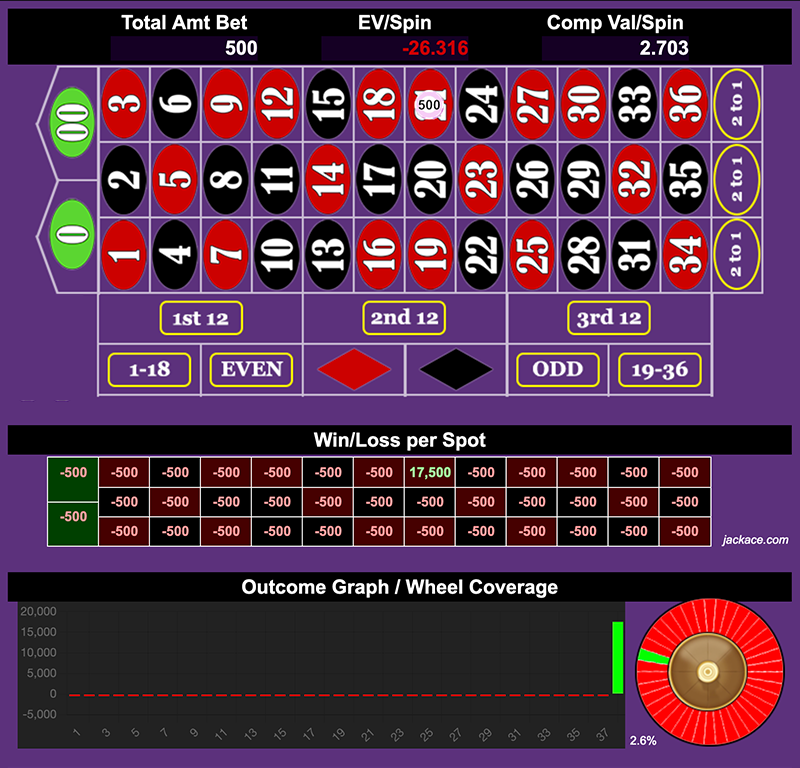 Total Amt Bet EV/Spin Comp Val/Spin
500 -26.316 2.703
00 3 6 9 12 15 18 500 24 27 30 33 36 2 to 1
2 5 8 11 14 17 20 23 26 29 32 35 2 to 1
0 1 4 7 10 13 16 19 22 25 28 31 34 2 to 1
1st 12 2nd 12 3rd 12
1-18 EVEN ODD 19-36
Win/Loss per Spot
-500 -500 -500 -500 -500 -500 -500 17,500 -500 -500 -500 -500 -500
-500 -500 -500 -500 -500 -500 -500 -500 -500 -500 -500 -500
-500 -500 -500 -500 -500 -500 -500 -500 -500 -500 -500 -500 -500
jackace.com
Outcome Graph / Wheel Coverage
20,000
15,000
10,000
5,000
0
-5,000
1 3 5 7 9 11 13 15 17 19 21 23 25 27 29 31 33 35 37
2.6%